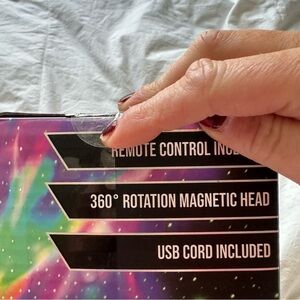 REMOTE CONTROL
360° ROTATION MAGNETIC HEAD
USB CORD INCLUDED